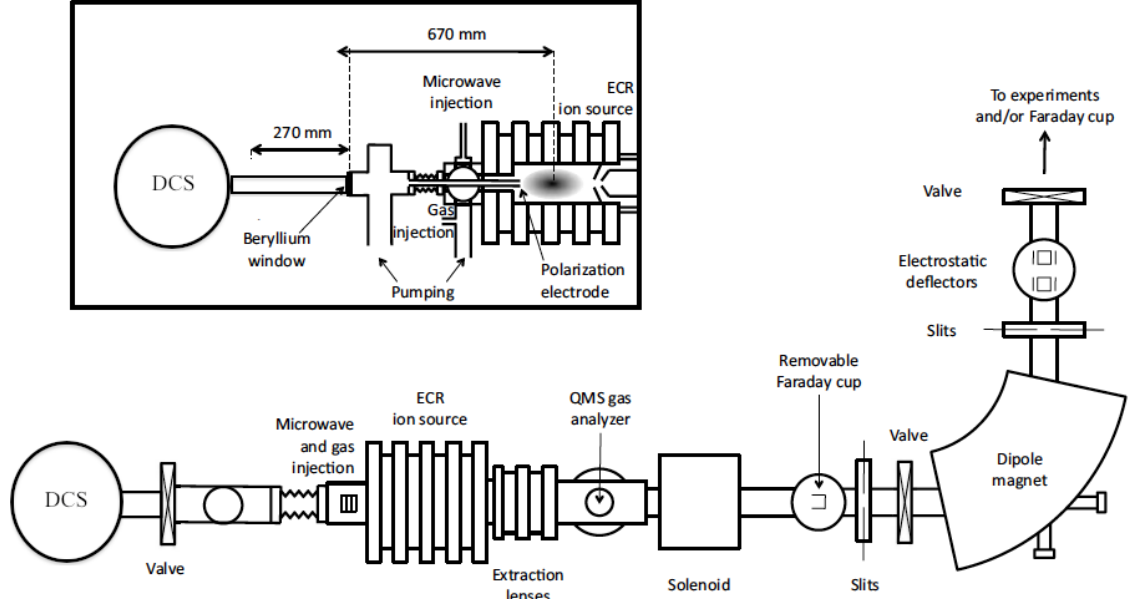 670 mm
Microwave
injection
ECR
ion source
270 mm
DCS
Gas
injection
Beryllium
window
Pumping
Polarization
electrode
To experiments
and/or Faraday cup
Valve
Electrostatic
deflectors
Slits
Removable
Faraday cup
ECR
ion source
QMS gas
analyzer
Microwave
and gas
injection
Valve
Dipole
magnet
DCS
Valve
Extraction
lenses
Solenoid
Slits